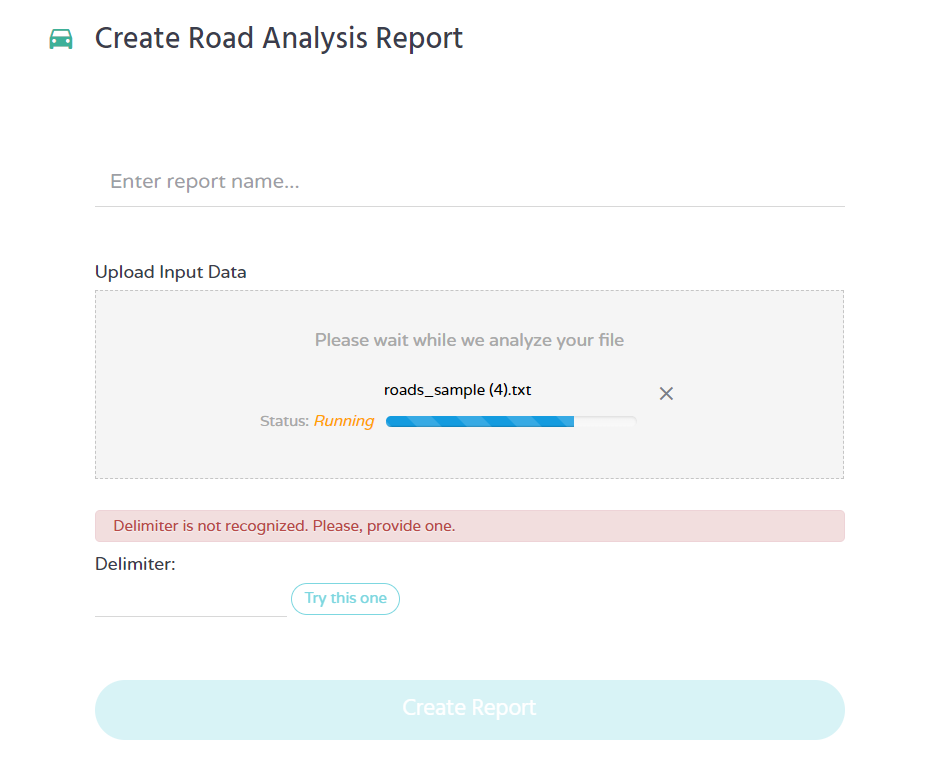 Create Road Analysis Report
Enter report name...
Upload Input Data
Please wait while we analyze your file
roads_sample (4).txt
Status: Running
Delimiter is not recognized. Please, provide one.
Delimiter:
Try this one
Create Report